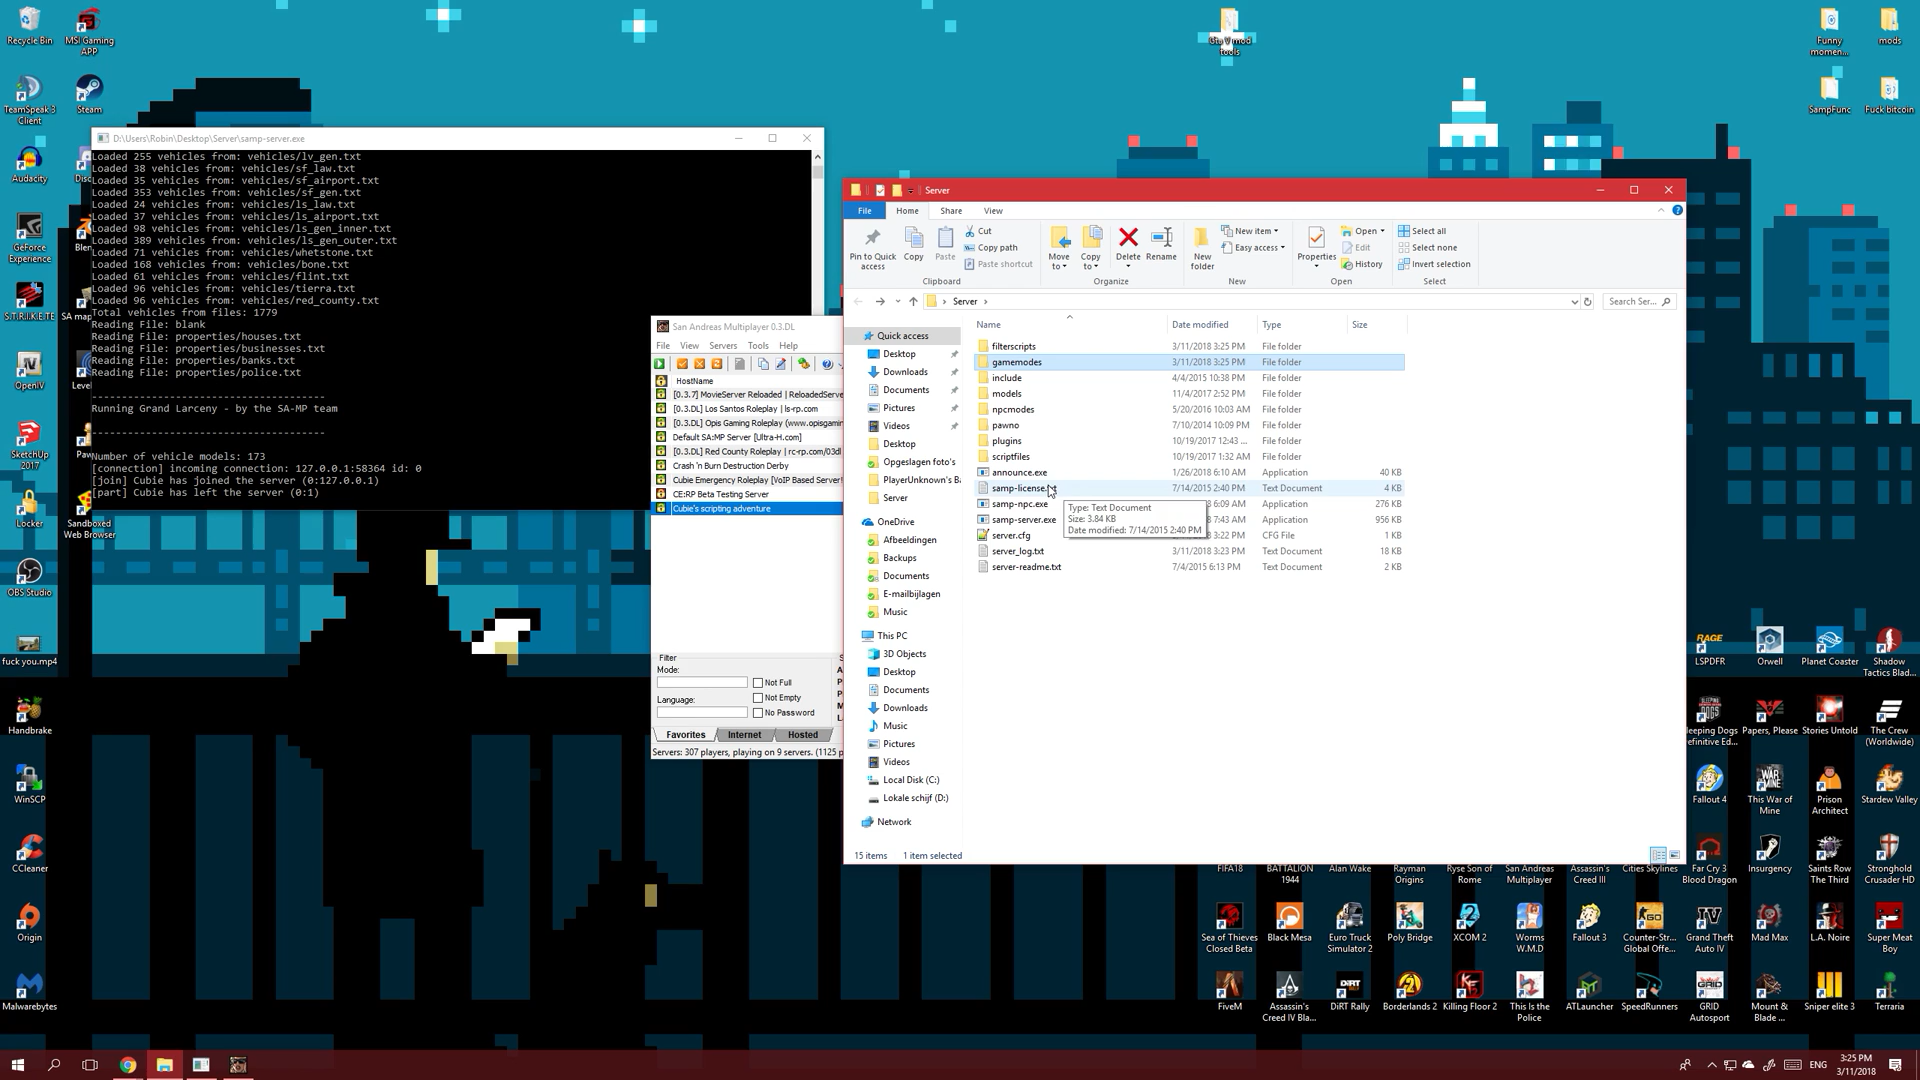 Recycle Bin
MSI Gaming
APP
TeamSpeak 3
Client
Steam
Audacity
Disc
GeForce
Experience
Blen
S.T.R.I.K.E.TE
SA map
OpenIV
Level
SketchUp
2017
Paw
Locker
Sandboxed
Web Browser
OBS Studio
fuck you.mp4
Handbrake
WinSCP
CCleaner
Origin
Malwarebytes
Gta V mod
tools
Funny
momen...
mods
SampFunc
Fuck bitcoin
D:\Users\Robin\Desktop\Server\samp-server.exe
Loaded 255 vehicles from: vehicles/lv_gen.txt
Loaded 38 vehicles from: vehicles/sf_law.txt
Loaded 35 vehicles from: vehicles/sf_airport.txt
Loaded 353 vehicles from: vehicles/sf_gen.txt
Loaded 24 vehicles from: vehicles/ls_law.txt
Loaded 37 vehicles from: vehicles/ls_airport.txt
Loaded 98 vehicles from: vehicles/ls_gen_inner.txt
Loaded 389 vehicles from: vehicles/ls_gen_outer.txt
Loaded 71 vehicles from: vehicles/whetstone.txt
Loaded 168 vehicles from: vehicles/bone.txt
Loaded 61 vehicles from: vehicles/flint.txt
Loaded 96 vehicles from: vehicles/tierra.txt
Loaded 96 vehicles from: vehicles/red_county.txt
Total vehicles from files: 1779
Reading File: blank
Reading File: properties/houses.txt
Reading File: properties/businesses.txt
Reading File: properties/banks.txt
Reading File: properties/police.txt
---------------------------------------
Running Grand Larceny - by the SA-MP team
---------------------------------------
Number of vehicle models: 173
[connection] incoming connection: 127.0.0.1:58364 id: 0
[join] Cubie has joined the server (0:127.0.0.1)
[part] Cubie has left the server (0:1)
San Andreas Multiplayer 0.3.DL
File View Servers Tools Help
HostName
[0.3.7] MovieServer Reloaded | ReloadedServer
[0.3.DL] Los Santos Roleplay | ls-rp.com
[0.3.DL] Opis Gaming Roleplay (www.opisgaming
Default SA:MP Server [Ultra-H.com]
[0.3.DL] Red County Roleplay | rc-rp.com/03dl
Crash 'n Burn Destruction Derby
Cubie Emergency Roleplay [VoIP Based Server!
CE:RP Beta Testing Server
Cubie's scripting adventure
Filter
Mode:
Language:
Not Full
Not Empty
No Password
Favorites Internet Hosted
Servers: 307 players, playing on 9 servers. (1125 p
Server
File Home Share View
Pin to Quick
access
Copy
Paste
Cut
Copy path
Paste shortcut
Clipboard
Move
to
Copy
to
Delete
Rename
Organize
New
folder
New item
Easy access
New
Properties
Open
Edit
History
Open
Select all
Select none
Invert selection
Select
Server
Search Ser...
Quick access
Desktop
Downloads
Documents
Pictures
Videos
Desktop
Opgeslagen foto's
PlayerUnknown's Ba
Server
OneDrive
Afbeeldingen
Backups
Documents
E-mailbijlagen
Music
This PC
3D Objects
Desktop
Documents
Downloads
Music
Pictures
Videos
Local Disk (C:)
Lokale schijf (D:)
Network
Name Date modified Type Size
filterscripts 3/11/2018 3:25 PM File folder
gamemodes 3/11/2018 3:25 PM File folder
include 4/4/2015 10:38 PM File folder
models 11/4/2017 2:52 PM File folder
npcmodes 5/20/2016 10:03 AM File folder
pawno 7/10/2014 10:09 PM File folder
plugins 10/19/2017 12:43 ... File folder
scriptfiles 10/19/2017 1:32 AM File folder
announce.exe 1/26/2018 6:10 AM Application 40 KB
samp-license.txt 7/14/2015 2:40 PM Text Document 4 KB
samp-npc.exe 8 6:09 AM Application 276 KB
samp-server.exe 8 7:43 AM Application 956 KB
server.cfg 8 3:22 PM CFG File 1 KB
server_log.txt 3/11/2018 3:23 PM Text Document 18 KB
server-readme.txt 7/4/2015 6:13 PM Text Document 2 KB
Type: Text Document
Size: 3.84 KB
Date modified: 7/14/2015 2:40 PM
15 items 1 item selected
RAGE
LSPDFR
Orwell
Planet Coaster
Shadow
Tactics Blad...
leeping Dogs
efinitive Ed...
Papers, Please
Stories Untold
The Crew
(Worldwide)
Fallout 4
This War of
Mine
Prison
Architect
Stardew Valley
FIFA18
BATTALION
1944
Alan Wake
Rayman
Origins
Ryse Son of
Rome
San Andreas
Multiplayer
Assassin's
Creed III
Cities Skylines
Far Cry 3
Blood Dragon
Insurgency
Saints Row
The Third
Stronghold
Crusader HD
Sea of Thieves
Closed Beta
Black Mesa
Euro Truck
Simulator 2
Poly Bridge
XCOM 2
Worms
W.M.D
Fallout 3
Counter-Str...
Global Offe...
Grand Theft
Auto IV
Mad Max
L.A. Noire
Super Meat
Boy
FiveM
Assassin's
Creed IV Bla...
DiRT Rally
Borderlands 2
Killing Floor 2
This Is the
Police
ATLauncher
SpeedRunners
GRID
Autosport
Mount &
Blade ...
Sniper elite 3
Terraria
ENG
3:25 PM
3/11/2018